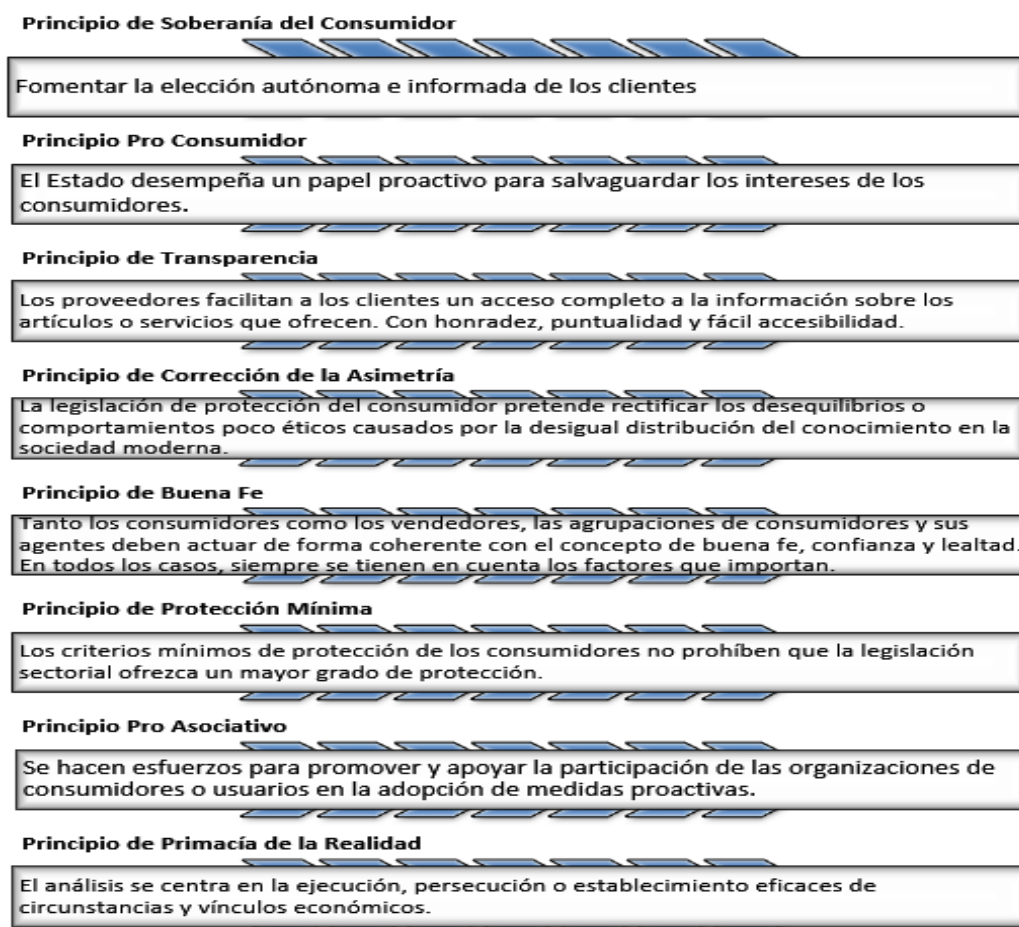 Principio de Soberanía del Consumidor
Fomentar la elección autónoma e informada de los clientes
Principio Pro Consumidor
El Estado desempeña un papel proactivo para salvaguardar los intereses de los
consumidores.
Principio de Transparencia
Los proveedores facilitan a los clientes un acceso completo a la información sobre los
artículos o servicios que ofrecen. Con honradez, puntualidad y fácil accesibilidad.
Principio de Corrección de la Asimetría
La legislación de protección del consumidor pretende rectificar los desequilibrios o
comportamientos poco éticos causados por la desigual distribución del conocimiento en la
sociedad moderna.
Principio de Buena Fe
Tanto los consumidores como los vendedores, las agrupaciones de consumidores y sus
agentes deben actuar de forma coherente con el concepto de buena fe, confianza y lealtad.
En todos los casos, siempre se tienen en cuenta los factores que importan.
Principio de Protección Mínima
Los criterios mínimos de protección de los consumidores no prohíben que la legislación
sectorial ofrezca un mayor grado de protección.
Principio Pro Asociativo
Se hacen esfuerzos para promover y apoyar la participación de las organizaciones de
consumidores o usuarios en la adopción de medidas proactivas.
Principio de Primacía de la Realidad
El análisis se centra en la ejecución, persecución o establecimiento eficaces de
circunstancias y vínculos económicos.